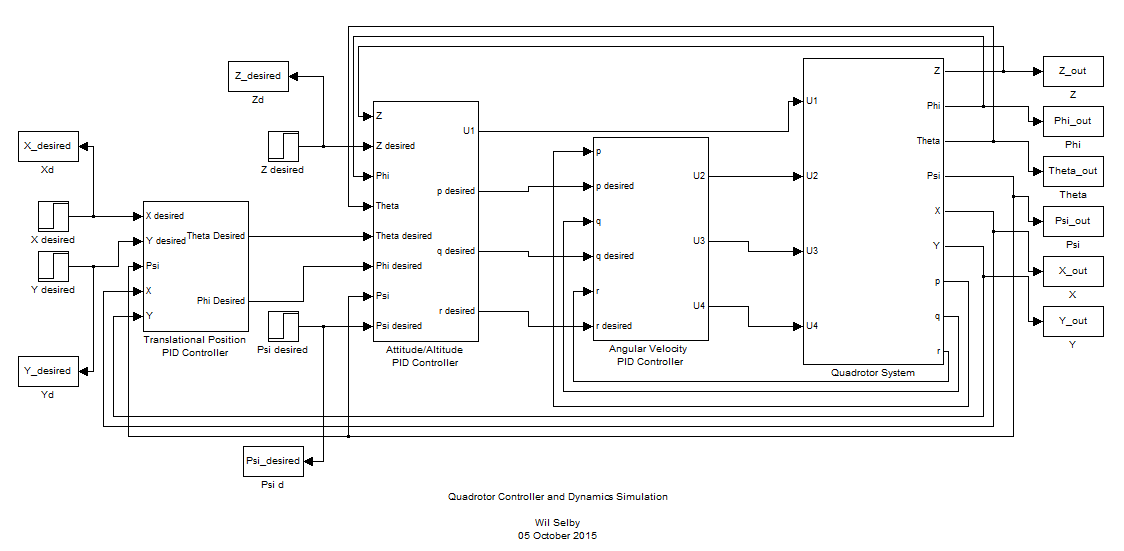 Z_desired
Zd
X_desired
Xd
X desired
Y desired
Y_desired
Yd
Z desired
X desired
Y desired
Psi
X
Y
Theta Desired
Phi Desired
Translational Position
PID Controller
Psi desired
Psi_desired
Psi d
Z
Z desired
Phi
Theta
Theta desired
Phi desired
Psi
Psi desired
U1
p desired
q desired
r desired
Attitude/Altitude
PID Controller
p
p desired
q
q desired
r
r desired
U2
U3
U4
Angular Velocity
PID Controller
U1
U2
U3
U4
Z
Phi
Theta
Psi
X
Y
p
q
r
Quadrotor System
Z_out
Z
Phi_out
Phi
Theta_out
Theta
Psi_out
Psi
X_out
X
Y_out
Y
Quadrotor Controller and Dynamics Simulation
Wil Selby
05 October 2015